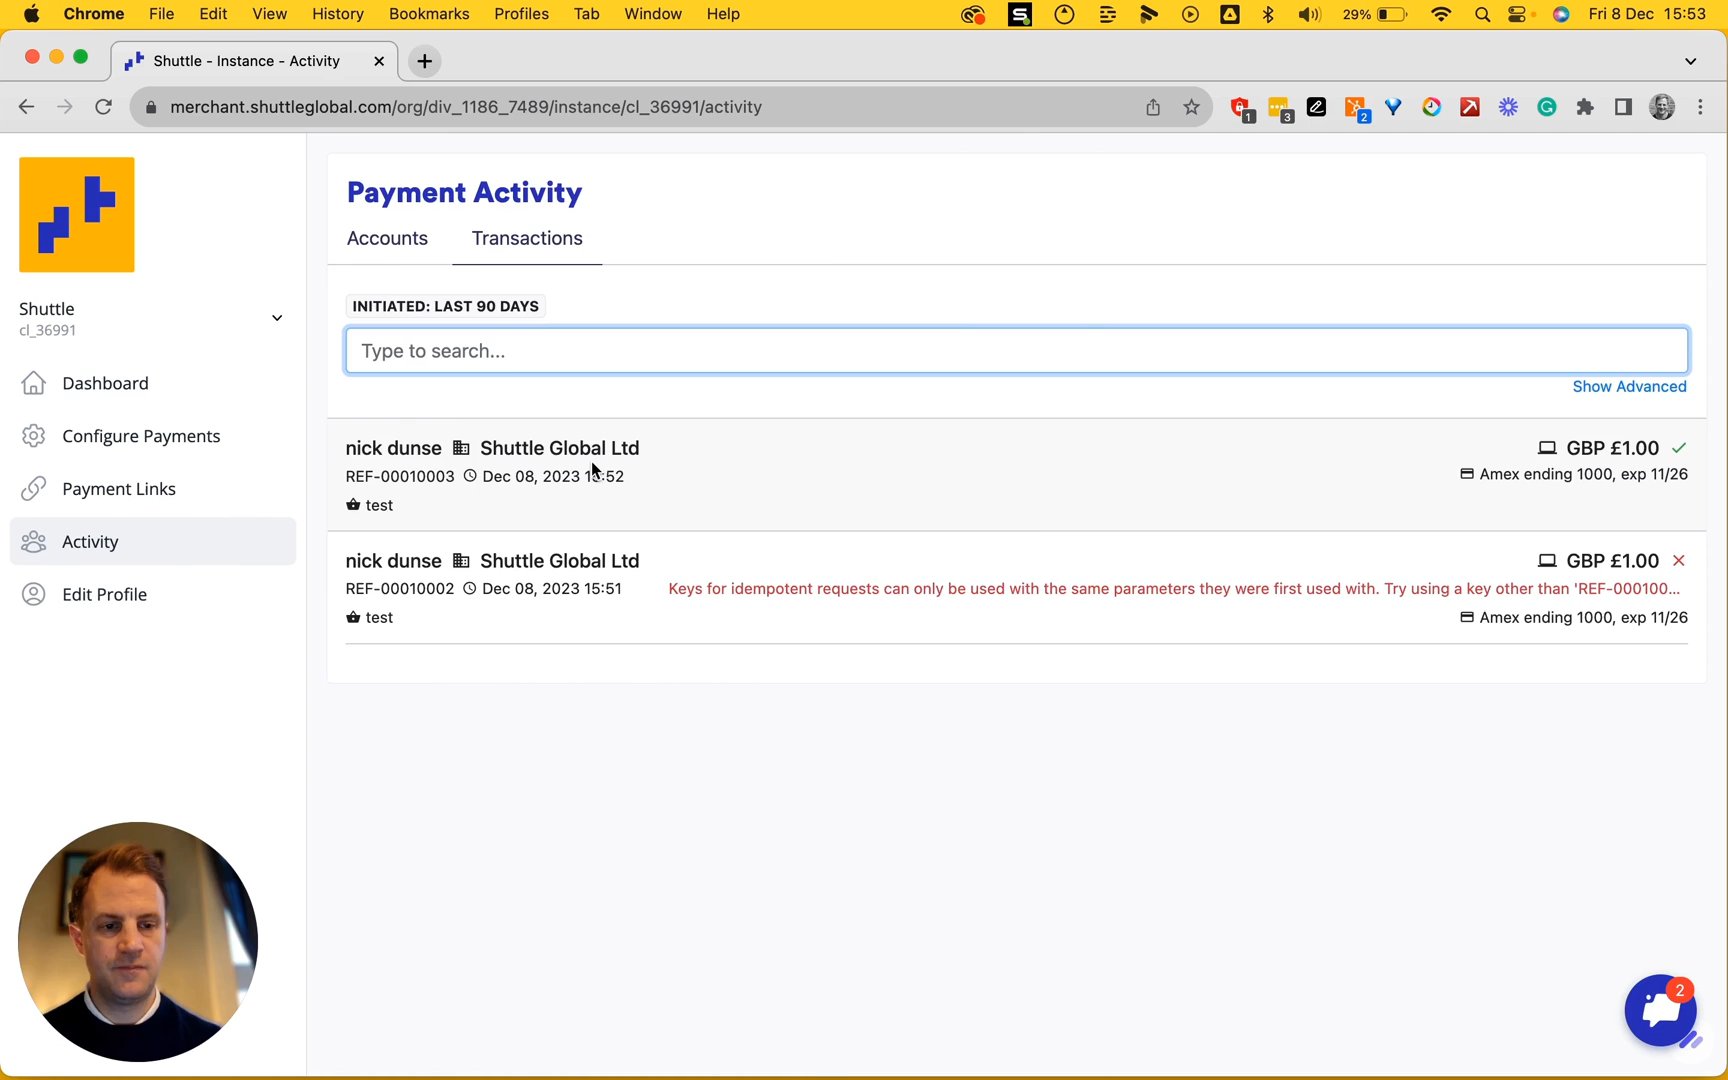 Chrome File Edit View History Bookmarks Profiles Tab Window Help 29% Fri 8 Dec 15:53
Shuttle - Instance - Activity
merchant.shuttleglobal.com/org/div_1186_7489/instance/cl_36991/activity 1 3 2
Payment Activity
Accounts Transactions
INITIATED: LAST 90 DAYS
Type to search...
Show Advanced
Shuttle
cl_36991
Dashboard
Configure Payments
Payment Links
Activity
Edit Profile
nick dunse Shuttle Global Ltd GBP £1.00
REF-00010003 Dec 08, 2023 15:52 Amex ending 1000, exp 11/26
test
nick dunse Shuttle Global Ltd GBP £1.00
REF-00010002 Dec 08, 2023 15:51 Keys for idempotent requests can only be used with the same parameters they were first used with. Try using a key other than 'REF-000100...
test Amex ending 1000, exp 11/26
2